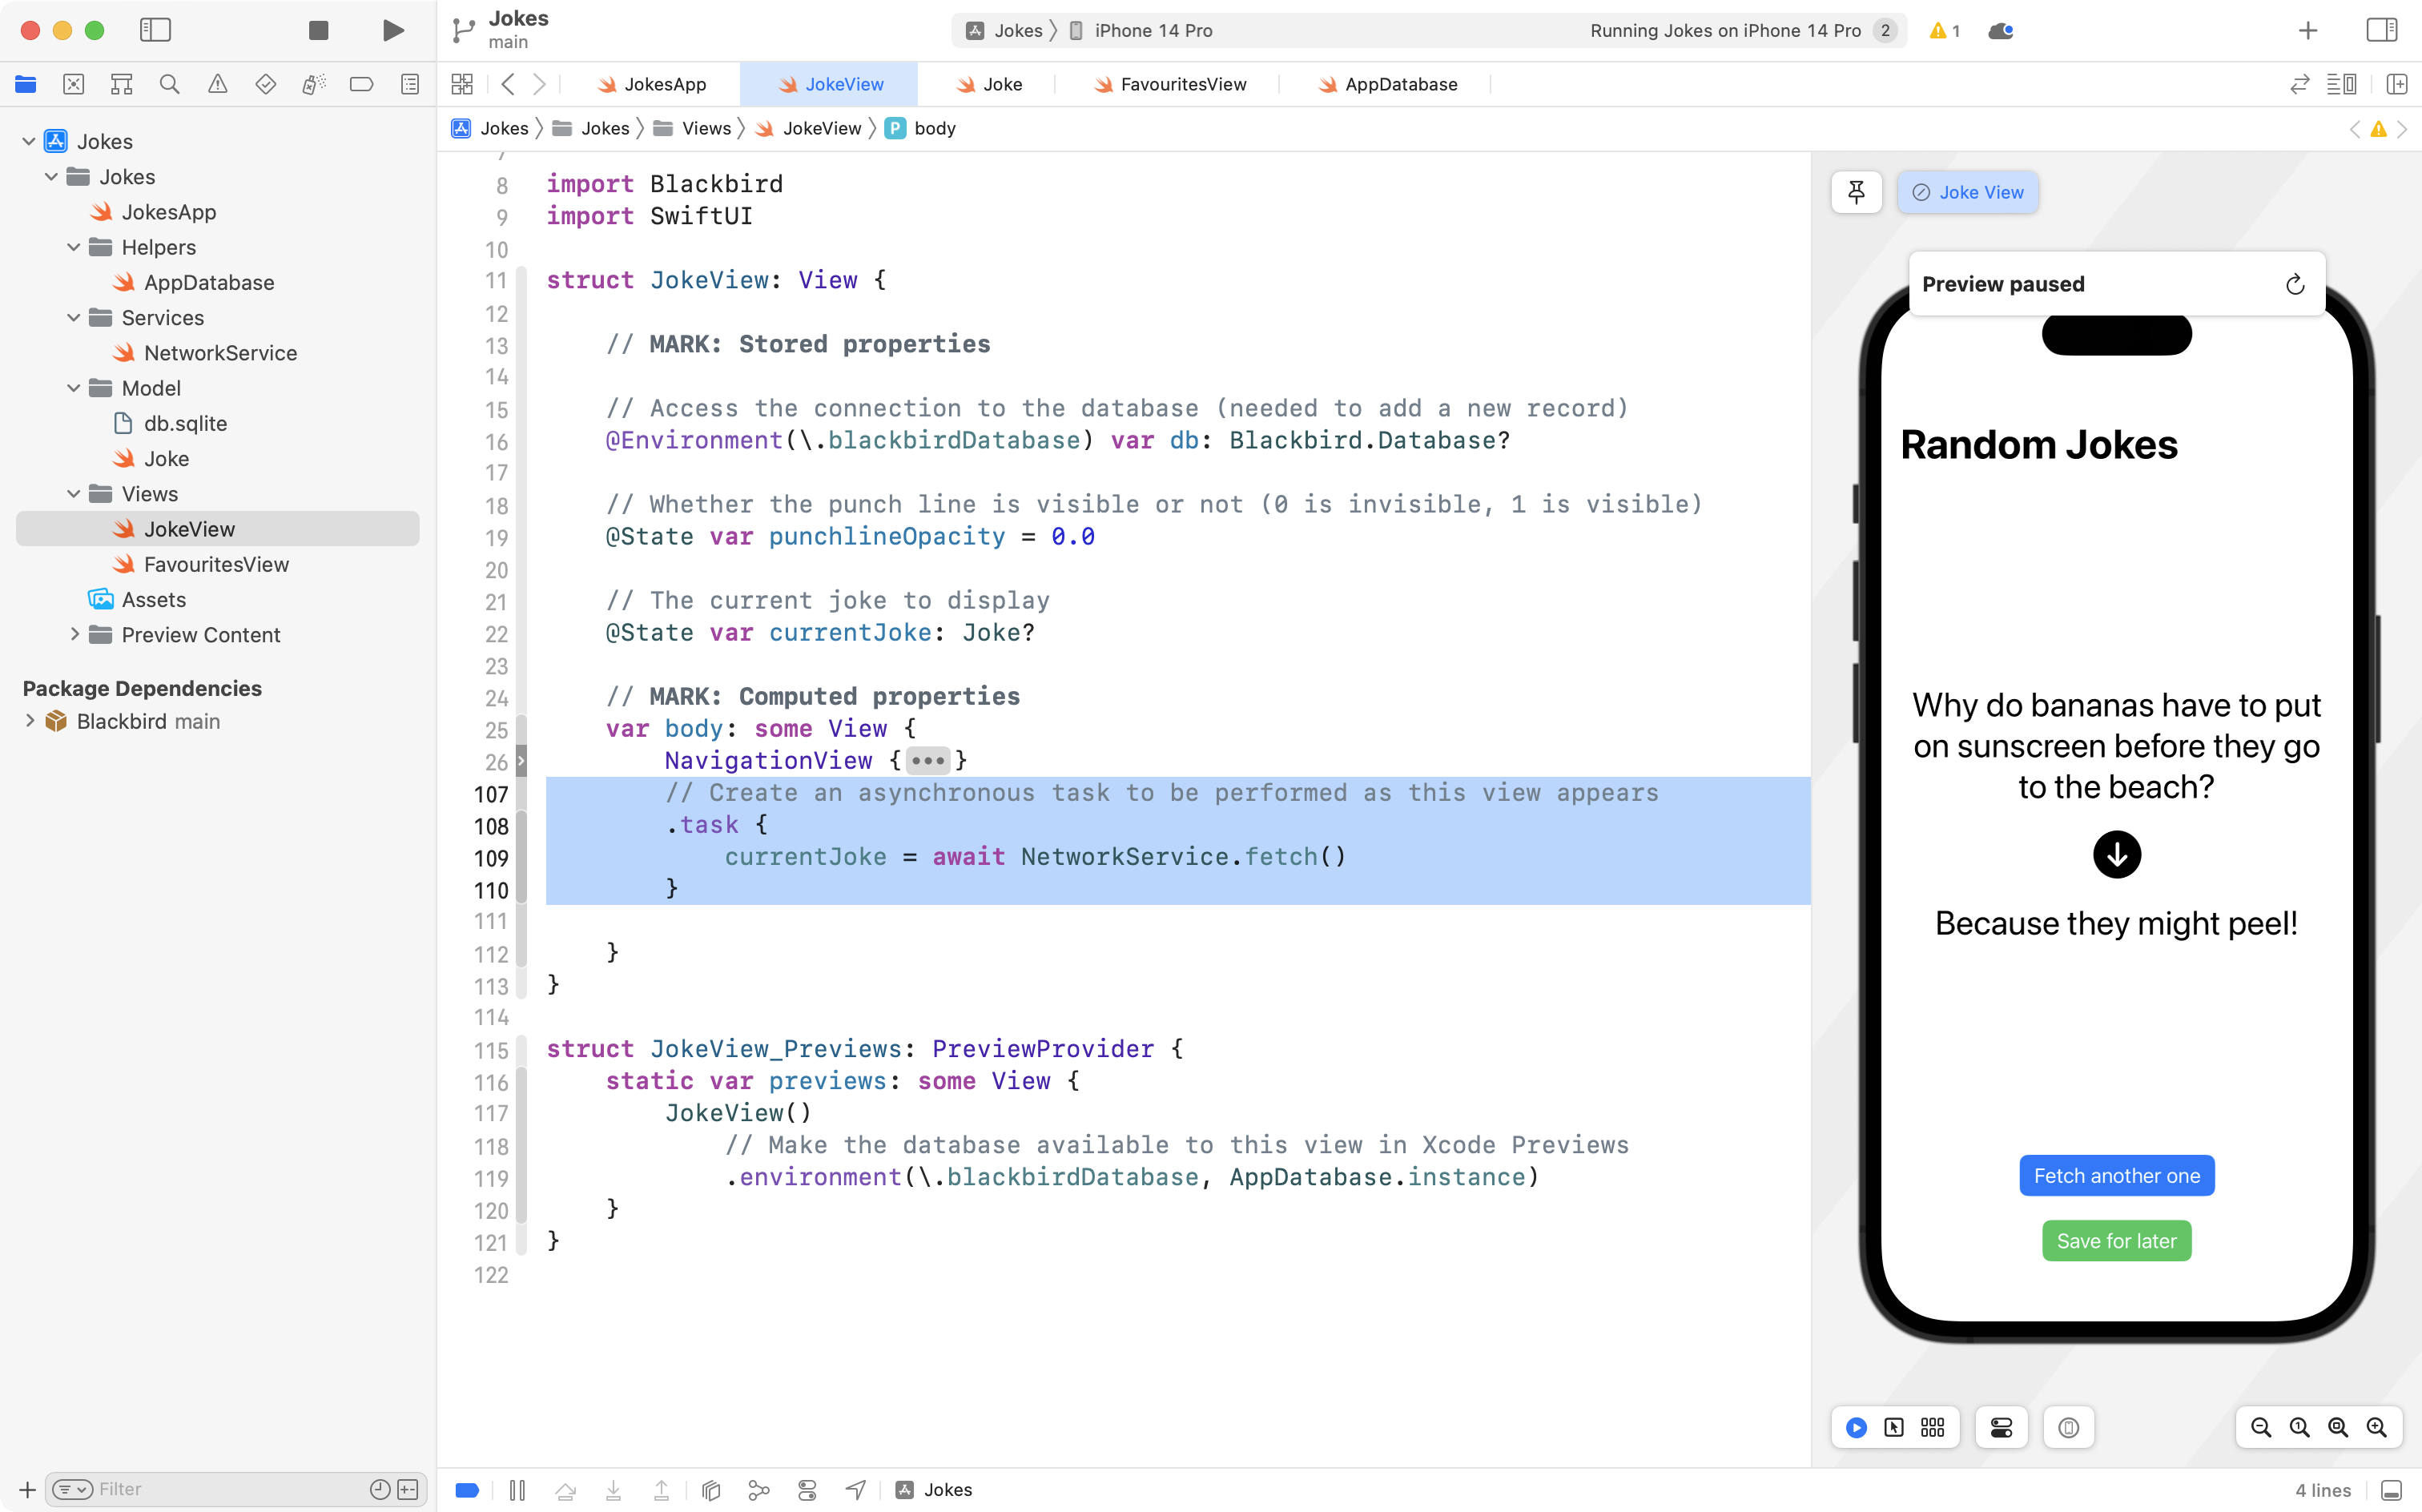 Jokes
main
Jokes
iPhone 14 Pro
Running Jokes on iPhone 14 Pro
2
1
JokesApp
JokeView
Joke
FavouritesView
AppDatabase
Jokes
Jokes
Views
JokeView
P
body
Jokes
Jokes
JokesApp
Helpers
AppDatabase
Services
NetworkService
Model
db.sqlite
Joke
Views
JokeView
FavouritesView
Assets
Preview Content
Package Dependencies
Blackbird main
Filter
7
8 import Blackbird
9 import SwiftUI
10
11 struct JokeView: View {
12
13 // MARK: Stored properties
14
15 // Access the connection to the database (needed to add a new record)
16 @Environment(\.blackbirdDatabase) var db: Blackbird.Database?
17
18 // Whether the punch line is visible or not (0 is invisible, 1 is visible)
19 @State var punchlineOpacity = 0.0
20
21 // The current joke to display
22 @State var currentJoke: Joke?
23
24 // MARK: Computed properties
25 var body: some View {
26 NavigationView {•••}
107 // Create an asynchronous task to be performed as this view appears
108 .task {
109 currentJoke = await NetworkService.fetch()
110 }
111
112 }
113 }
114
115 struct JokeView_Previews: PreviewProvider {
116 static var previews: some View {
117 JokeView()
118 // Make the database available to this view in Xcode Previews
119 .environment(\.blackbirdDatabase, AppDatabase.instance)
120 }
121 }
122
Joke View
Preview paused
Random Jokes
Why do bananas have to put
on sunscreen before they go
to the beach?
Because they might peel!
Fetch another one
Save for later
Jokes
4 lines